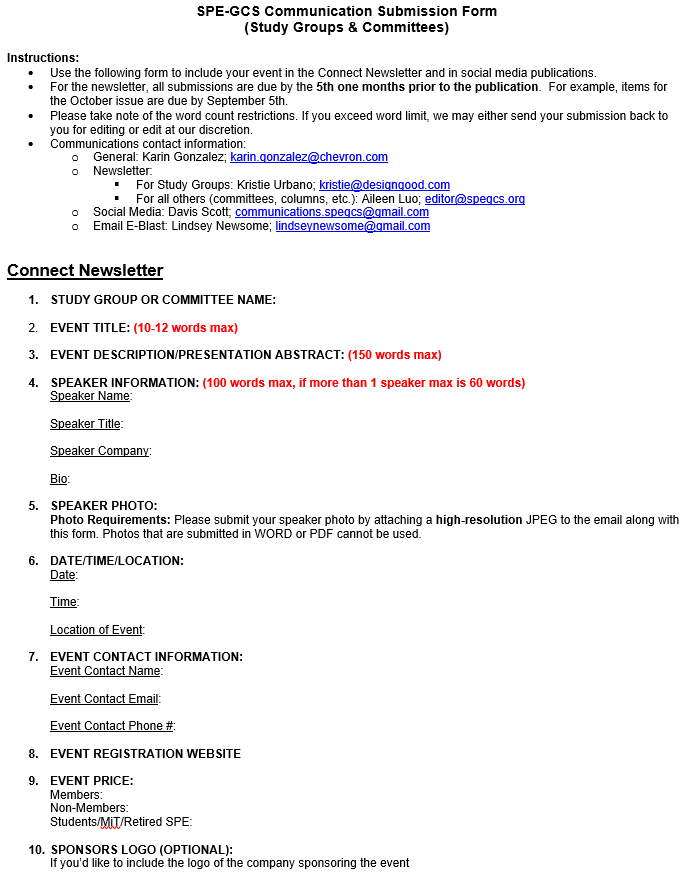 SPE-GCS Communication Submission Form
(Study Groups & Committees)
Instructions:
• Use the following form to include your event in the Connect Newsletter and in social media publications.
• For the newsletter, all submissions are due by the 5th one months prior to the publication. For example, items for
the October issue are due by September 5th.
• Please take note of the word count restrictions. If you exceed word limit, we may either send your submission back to
you for editing or edit at our discretion.
• Communications contact information:
o General: Karin Gonzalez; karin.gonzalez@chevron.com
o Newsletter:
▪ For Study Groups: Kristie Urbano; kristie@designgood.com
▪ For all others (committees, columns, etc.): Aileen Luo; editor@spegcs.org
o Social Media: Davis Scott; communications.spegcs@gmail.com
o Email E-Blast: Lindsey Newsome; lindseynewsome@gmail.com
Connect Newsletter
1. STUDY GROUP OR COMMITTEE NAME:
2. EVENT TITLE: (10-12 words max)
3. EVENT DESCRIPTION/PRESENTATION ABSTRACT: (150 words max)
4. SPEAKER INFORMATION: (100 words max, if more than 1 speaker max is 60 words)
Speaker Name:
Speaker Title:
Speaker Company:
Bio:
5. SPEAKER PHOTO:
Photo Requirements: Please submit your speaker photo by attaching a high-resolution JPEG to the email along with
this form. Photos that are submitted in WORD or PDF cannot be used.
6. DATE/TIME/LOCATION:
Date:
Time:
Location of Event:
7. EVENT CONTACT INFORMATION:
Event Contact Name:
Event Contact Email:
Event Contact Phone #:
8. EVENT REGISTRATION WEBSITE
9. EVENT PRICE:
Members:
Non-Members:
Students/MiT/Retired SPE:
10. SPONSORS LOGO (OPTIONAL):
If you'd like to include the logo of the company sponsoring the event